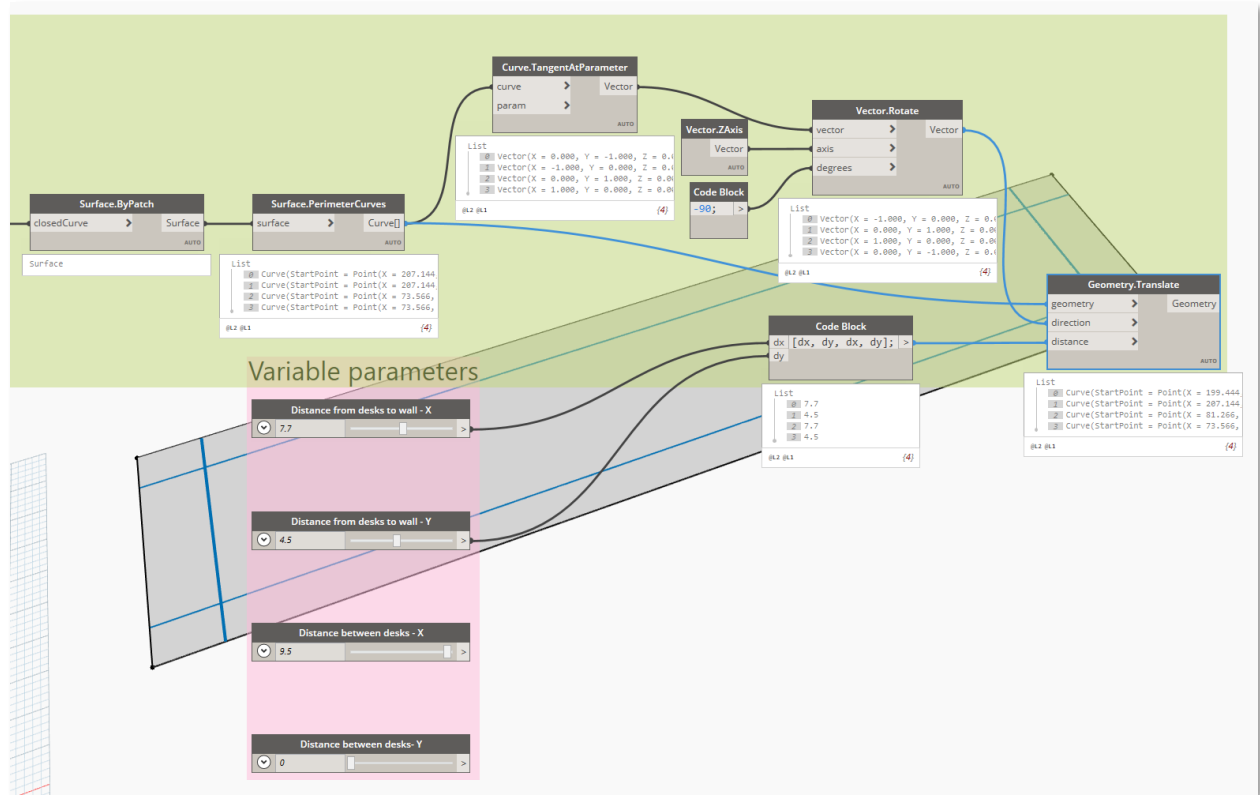 Curve.TangentAtParameter
curve > Vector
param >
AUTO
List
0 Vector(X = 0.000, Y = -1.000, Z = 0.0
1 Vector(X = -1.000, Y = 0.000, Z = 0.0
2 Vector(X = 0.000, Y = 1.000, Z = 0.00
3 Vector(X = 1.000, Y = 0.000, Z = 0.00
@L2 @L1 {4}
Vector.ZAxis
Vector
AUTO
Code Block
-90; >
Vector.Rotate
vector > Vector
axis >
degrees >
AUTO
List
0 Vector(X = -1.000, Y = 0.000, Z = 0.0
1 Vector(X = 0.000, Y = 1.000, Z = 0.00
2 Vector(X = 1.000, Y = 0.000, Z = 0.00
3 Vector(X = 0.000, Y = -1.000, Z = 0.0
@L2 @L1 {4}
Surface.ByPatch
closedCurve > Surface
AUTO
Surface
Surface.PerimeterCurves
surface > Curve[]
AUTO
List
0 Curve(StartPoint = Point(X = 207.144,
1 Curve(StartPoint = Point(X = 207.144,
2 Curve(StartPoint = Point(X = 73.566,
3 Curve(StartPoint = Point(X = 73.566,
@L2 @L1 {4}
Geometry.Translate
geometry > Geometry
direction >
distance >
AUTO
List
0 Curve(StartPoint = Point(X = 199.444,
1 Curve(StartPoint = Point(X = 207.144,
2 Curve(StartPoint = Point(X = 81.266,
3 Curve(StartPoint = Point(X = 73.566,
@L2 @L1 {4}
Code Block
dx [dx, dy, dx, dy]; >
dy
List
0 7.7
1 4.5
2 7.7
3 4.5
@L2 @L1 {4}
Variable parameters
Distance from desks to wall - X
7.7 >
Distance from desks to wall - Y
4.5 >
Distance between desks - X
9.5 >
Distance between desks- Y
0 >